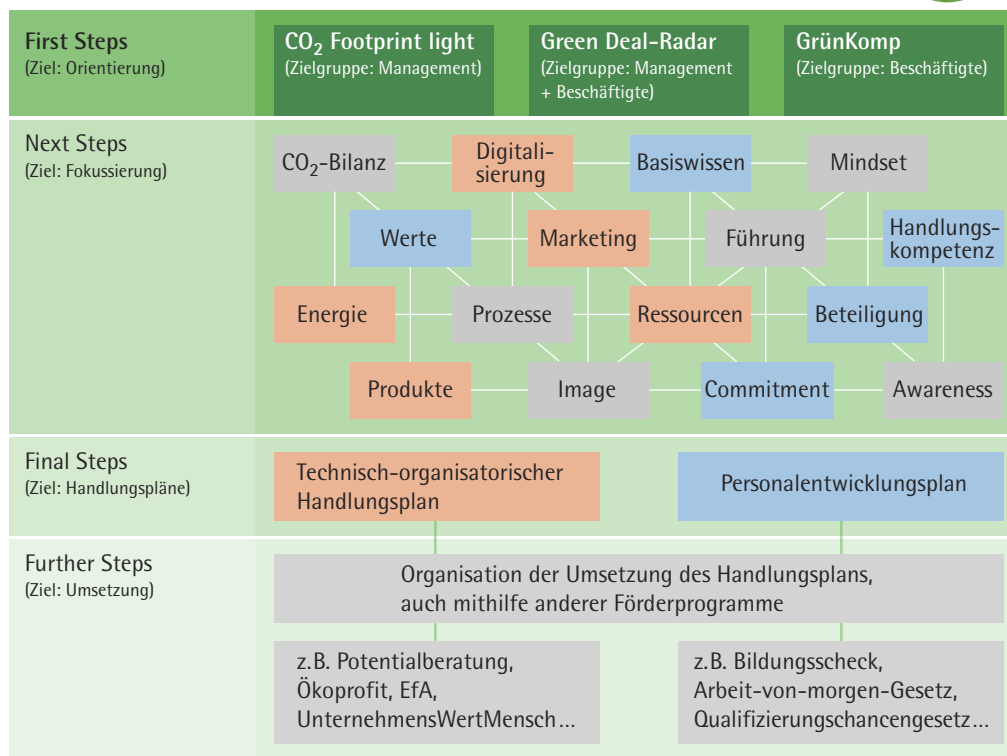 First Steps
(Ziel: Orientierung)
CO₂ Footprint light
(Zielgruppe: Management)
Green Deal-Radar
(Zielgruppe: Management
+ Beschäftigte)
GrünKomp
(Zielgruppe: Beschäftigte)
Next Steps
(Ziel: Fokussierung)
CO₂-Bilanz
Digitali-
sierung
Basiswissen
Mindset
Werte
Marketing
Führung
Handlungs-
kompetenz
Energie
Prozesse
Ressourcen
Beteiligung
Produkte
Image
Commitment
Awareness
Final Steps
(Ziel: Handlungspläne)
Technisch-organisatorischer
Handlungsplan
Personalentwicklungsplan
Further Steps
(Ziel: Umsetzung)
Organisation der Umsetzung des Handlungsplans,
auch mithilfe anderer Förderprogramme
z.B. Potentialberatung,
Ökoprofit, EfA,
UnternehmensWertMensch...
z.B. Bildungsscheck,
Arbeit-von-morgen-Gesetz,
Qualifizierungschancengesetz...